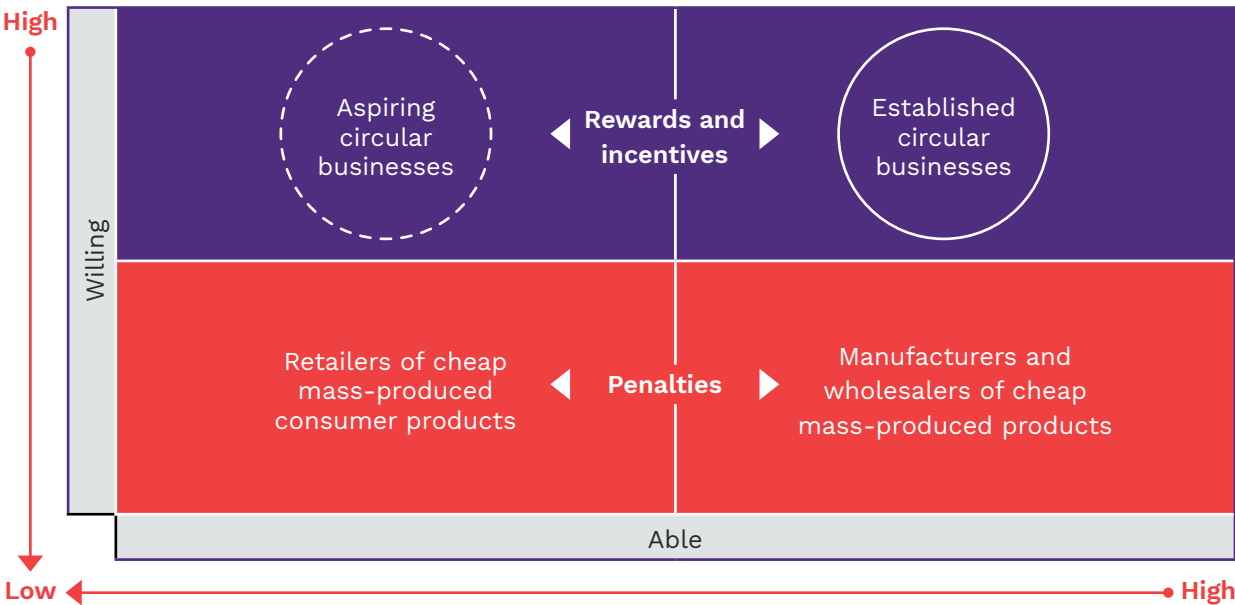 High
Aspiring
circular
businesses
Rewards and
incentives
Established
circular
businesses
Willing
Retailers of cheap
mass-produced
consumer products
Penalties
Manufacturers and
wholesalers of cheap
mass-produced products
Able
Low
High